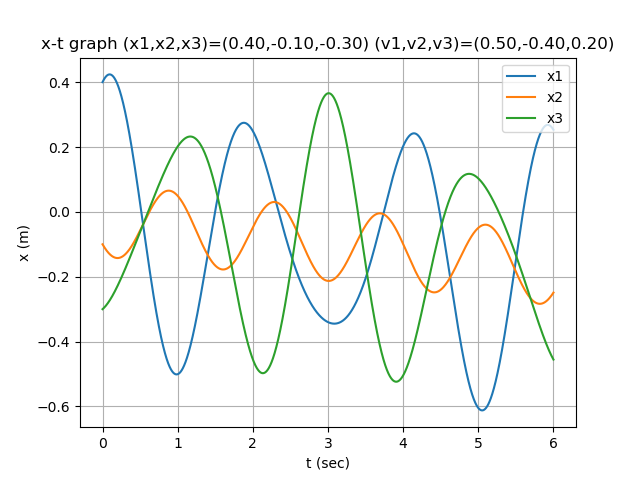 x-t graph (x1,x2,x3)=(0.40,-0.10,-0.30) (v1,v2,v3)=(0.50,-0.40,0.20)
x1
x2
x3
0.4
0.2
0.0
−0.2
−0.4
−0.6
x (m)
0 1 2 3 4 5 6
t (sec)